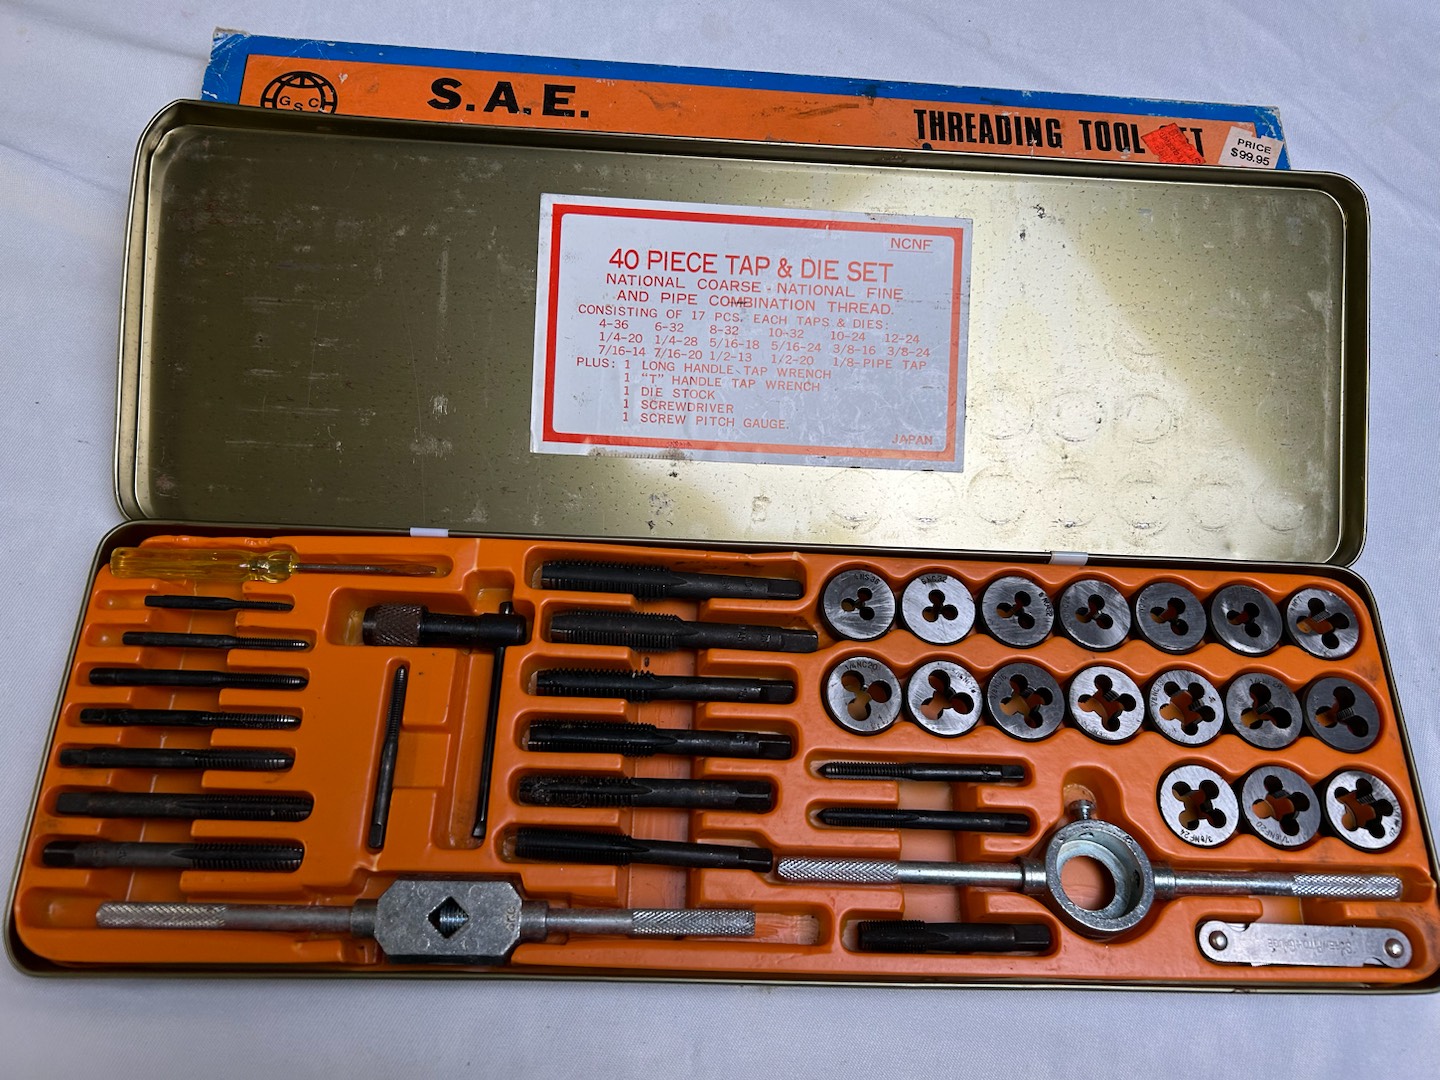 GSC
S.A.E.
THREADING TOOL
PRICE
$99.95
NCNF
40 PIECE TAP & DIE SET
NATIONAL COARSE - NATIONAL FINE
AND PIPE COMBINATION THREAD.
CONSISTING OF 17 PCS. EACH TAPS & DIES:
4-36 6-32 8-32 10-32 10-24 12-24
1/4-20 1/4-28 5/16-18 5/16-24 3/8-16 3/8-24
7/16-14 7/16-20 1/2-13 1/2-20 1/8-PIPE TAP
PLUS: 1 LONG HANDLE TAP WRENCH
1 "T" HANDLE TAP WRENCH
1 DIE STOCK
1 SCREWDRIVER
1 SCREW PITCH GAUGE.
JAPAN
1/4NC20
3/8NF24